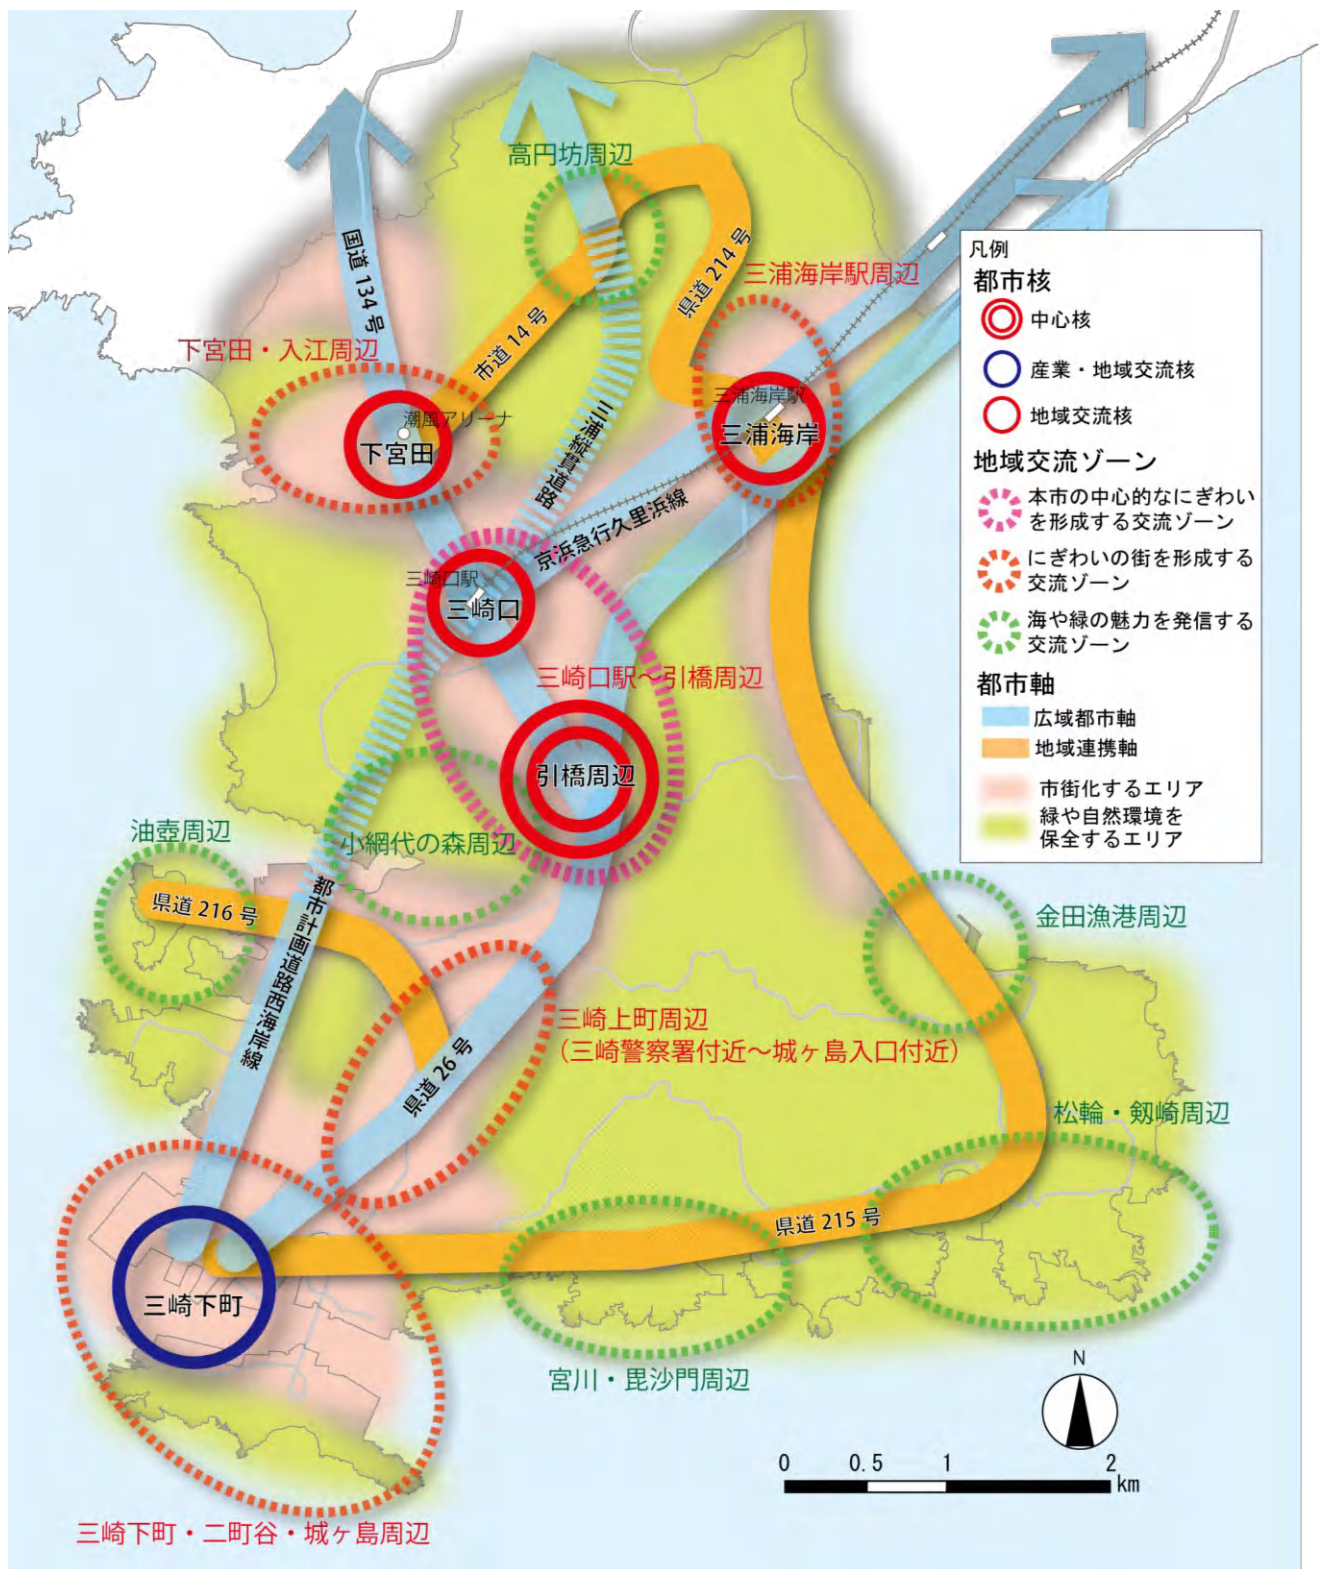 高円坊周辺
国道134号
県道214号
三浦海岸駅周辺
下宮田・入江周辺
市道14号
三浦縦貫道路
三浦海岸駅
潮風アリーナ
三浦海岸
下宮田
京浜急行久里浜線
三崎口駅
三崎口
三崎口駅～引橋周辺
引橋周辺
油壺周辺
小網代の森周辺
県道216号
都市計画道路西海岸線
金田漁港周辺
三崎上町周辺
（三崎警察署付近～城ヶ島入口付近）
県道26号
松輪・剱崎周辺
県道215号
三崎下町
宮川・毘沙門周辺
三崎下町・二町谷・城ヶ島周辺
凡例
都市核
中心核
産業・地域交流核
地域交流核
地域交流ゾーン
本市の中心的なにぎわい
を形成する交流ゾーン
にぎわいの街を形成する
交流ゾーン
海や緑の魅力を発信する
交流ゾーン
都市軸
広域都市軸
地域連携軸
市街化するエリア
緑や自然環境を
保全するエリア
N
0 0.5 1 2
km